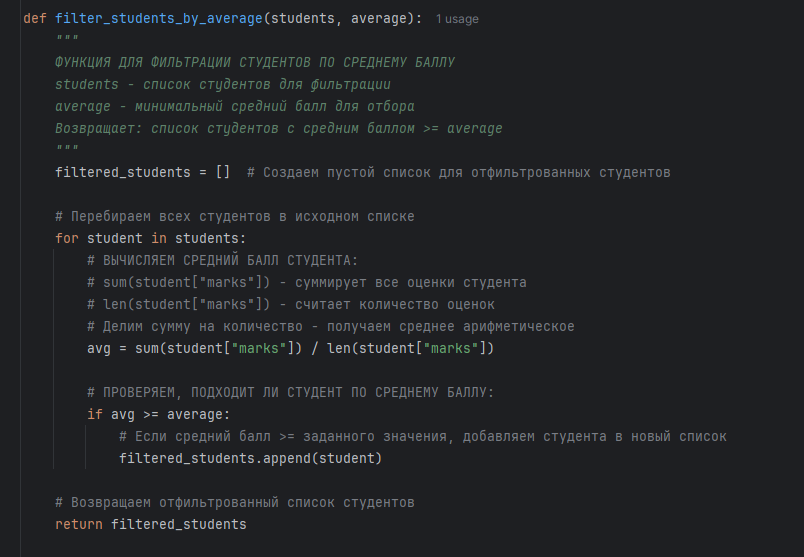 def filter_students_by_average(students, average): 1 usage
"""
ФУНКЦИЯ ДЛЯ ФИЛЬТРАЦИИ СТУДЕНТОВ ПО СРЕДНЕМУ БАЛЛУ
students - список студентов для фильтрации
average - минимальный средний балл для отбора
Возвращает: список студентов с средним баллом >= average
"""
filtered_students = []  # Создаем пустой список для отфильтрованных студентов
# Перебираем всех студентов в исходном списке
for student in students:
# ВЫЧИСЛЯЕМ СРЕДНИЙ БАЛЛ СТУДЕНТА:
# sum(student["marks"]) - суммирует все оценки студента
# len(student["marks"]) - считает количество оценок
# Делим сумму на количество - получаем среднее арифметическое
avg = sum(student["marks"]) / len(student["marks"])
# ПРОВЕРЯЕМ, ПОДХОДИТ ЛИ СТУДЕНТ ПО СРЕДНЕМУ БАЛЛУ:
if avg >= average:
# Если средний балл >= заданного значения, добавляем студента в новый список
filtered_students.append(student)
# Возвращаем отфильтрованный список студентов
return filtered_students